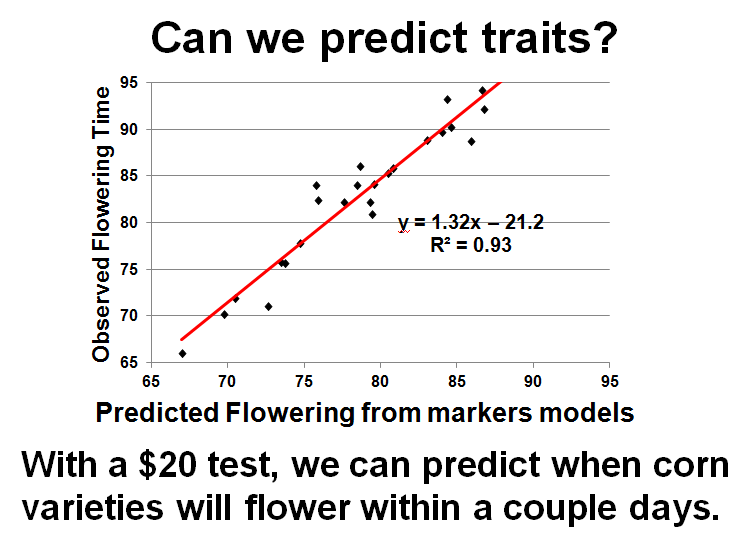 Can we predict traits?
Observed Flowering Time
95
90
85
80
75
70
65
y = 1.32x – 21.2
R² = 0.93
65 70 75 80 85 90 95
Predicted Flowering from markers models
With a $20 test, we can predict when corn
varieties will flower within a couple days.